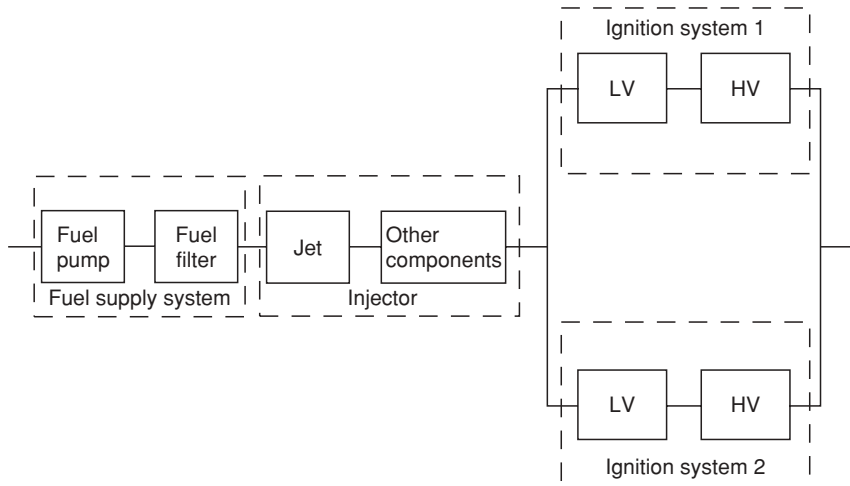 Ignition system 1
LV
HV
Fuel
pump
Fuel
filter
Jet
Other
components
Fuel supply system
Injector
LV
HV
Ignition system 2